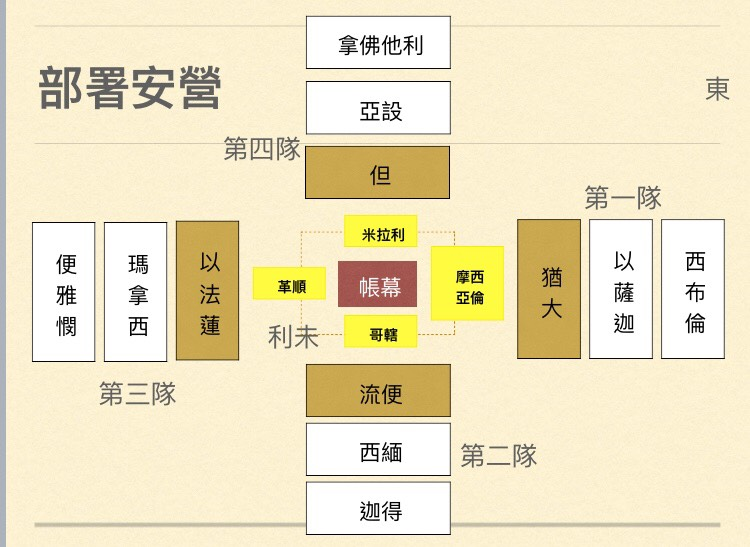 拿佛他利
部署安營
東
亞設
第四隊
但
第一隊
便雅憫
瑪拿西
以法蓮
米拉利
革順
帳幕
摩西
亞倫
哥轄
利未
猶大
以薩迦
西布倫
第三隊
流便
西緬
第二隊
迦得